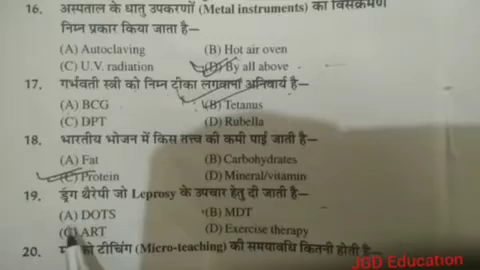 16. अस्पताल के धातु उपकरणों (Metal instruments) का विसंक्रमण
निम्न प्रकार किया जाता है—
(A) Autoclaving (B) Hot air oven
(C) U.V. radiation (D) By all above
17. गर्भवती स्त्री को निम्न टीका लगवाना अनिवार्य है—
(A) BCG (B) Tetanus
(C) DPT (D) Rubella
18. भारतीय भोजन में किस तत्त्व की कमी पाई जाती है—
(A) Fat (B) Carbohydrates
(C) Protein (D) Mineral/vitamin
19. ड्रग थैरेपी जो Leprosy के उपचार हेतु दी जाती है—
(A) DOTS (B) MDT
(C) ART (D) Exercise therapy
20. को टीचिंग (Micro-teaching) की समयावधि कितनी होती है—
JGD Education